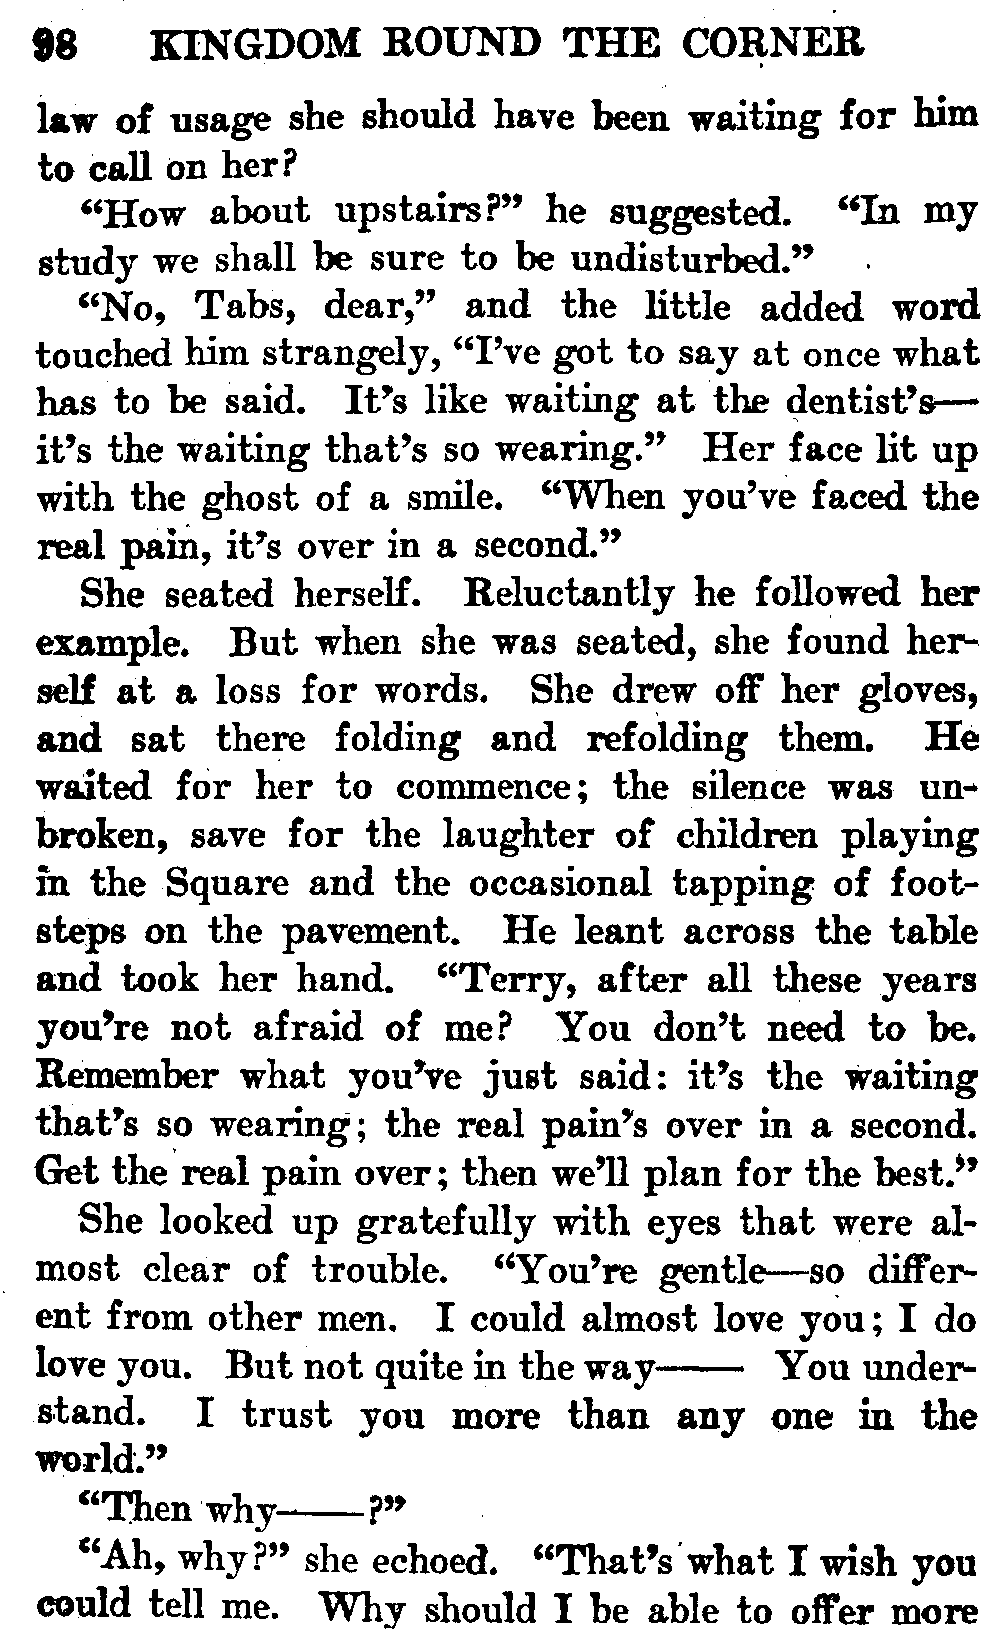 98 KINGDOM ROUND THE CORNER
law of usage she should have been waiting for him
to call on her?
“How about upstairs?” he suggested. “In my
study we shall be sure to be undisturbed.”
“No, Tabs, dear,” and the little added word
touched him strangely, “I’ve got to say at once what
has to be said. It’s like waiting at the dentist’s—
it’s the waiting that’s so wearing.” Her face lit up
with the ghost of a smile. “When you’ve faced the
real pain, it’s over in a second.”
She seated herself. Reluctantly he followed her
example. But when she was seated, she found her-
self at a loss for words. She drew off her gloves,
and sat there folding and refolding them. He
waited for her to commence; the silence was un-
broken, save for the laughter of children playing
in the Square and the occasional tapping of foot-
steps on the pavement. He leant across the table
and took her hand. “Terry, after all these years
you’re not afraid of me? You don’t need to be.
Remember what you’ve just said: it’s the waiting
that’s so wearing; the real pain’s over in a second.
Get the real pain over; then we’ll plan for the best.”
She looked up gratefully with eyes that were al-
most clear of trouble. “You’re gentle—so differ-
ent from other men. I could almost love you; I do
love you. But not quite in the way—— You under-
stand. I trust you more than any one in the
world.”
“Then why——?”
“Ah, why?” she echoed. “That’s what I wish you
could tell me. Why should I be able to offer more